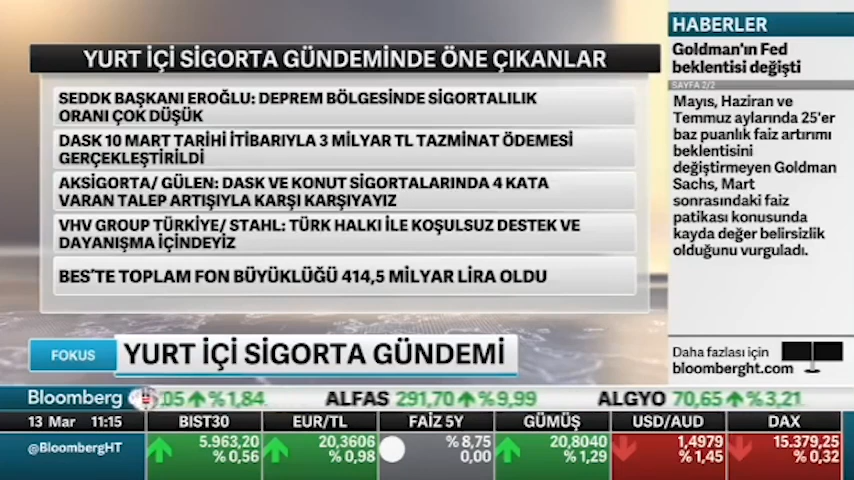 YURT İÇİ SİGORTA GÜNDEMİNDE ÖNE ÇIKANLAR
SEDDK BAŞKANI EROĞLU: DEPREM BÖLGESİNDE SİGORTALILIK
ORANI ÇOK DÜŞÜK
DASK 10 MART TARİHİ İTİBARIYLA 3 MİLYAR TL TAZMİNAT ÖDEMESİ
GERÇEKLEŞTİRİLDİ
AKSİGORTA/ GÜLEN: DASK VE KONUT SİGORTALARINDA 4 KATA
VARAN TALEP ARTIŞIYLA KARŞI KARŞIYAYIZ
VHV GROUP TÜRKİYE/ STAHL: TÜRK HALKI İLE KOŞULSUZ DESTEK VE
DAYANIŞMA İÇİNDEYİZ
BES'TE TOPLAM FON BÜYÜKLÜĞÜ 414,5 MİLYAR LİRA OLDU
HABERLER
Goldman'ın Fed
beklentisi değişti
SAYFA 2/2
Mayıs, Haziran ve
Temmuz aylarında 25'er
baz puanlık faiz artırımı
beklentisini
değiştirmeyen Goldman
Sachs, Mart
sonrasındaki faiz
patikası konusunda
kayda değer belirsizlik
olduğunu vurguladı.
Daha fazlası için
bloomberght.com
FOKUS YURT İÇİ SİGORTA GÜNDEMİ
Bloomberg ,05 %1,84 ALFAS 291,70 %9,99 ALGYO 70,65 %3,21
13 Mar 11:15 BIST30 EUR/TL FAİZ 5Y GÜMÜŞ USD/AUD DAX
@BloombergHT 5.963,20 20,3606 % 8,75 20,8040 1,4979 15.379,25
% 0,56 % 0,98 0,00 % 1,29 % 1,45 % 0,32